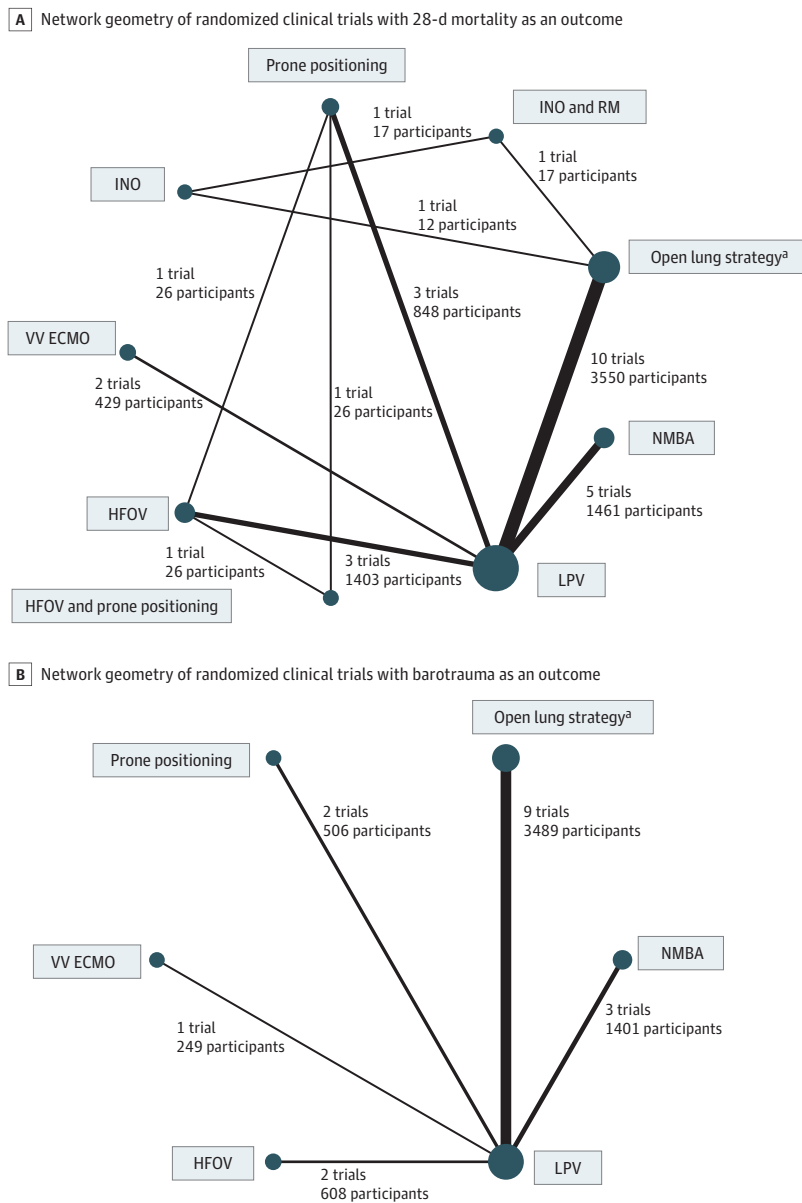 A Network geometry of randomized clinical trials with 28-d mortality as an outcome
Prone positioning
INO and RM
1 trial
17 participants
1 trial
17 participants
INO
1 trial
12 participants
Open lung strategyª
1 trial
26 participants
3 trials
848 participants
VV ECMO
2 trials
429 participants
10 trials
3550 participants
1 trial
26 participants
NMBA
5 trials
1461 participants
HFOV
1 trial
26 participants
3 trials
1403 participants
LPV
HFOV and prone positioning
B Network geometry of randomized clinical trials with barotrauma as an outcome
Open lung strategyª
Prone positioning
2 trials
506 participants
9 trials
3489 participants
VV ECMO
NMBA
1 trial
249 participants
3 trials
1401 participants
HFOV
2 trials
608 participants
LPV